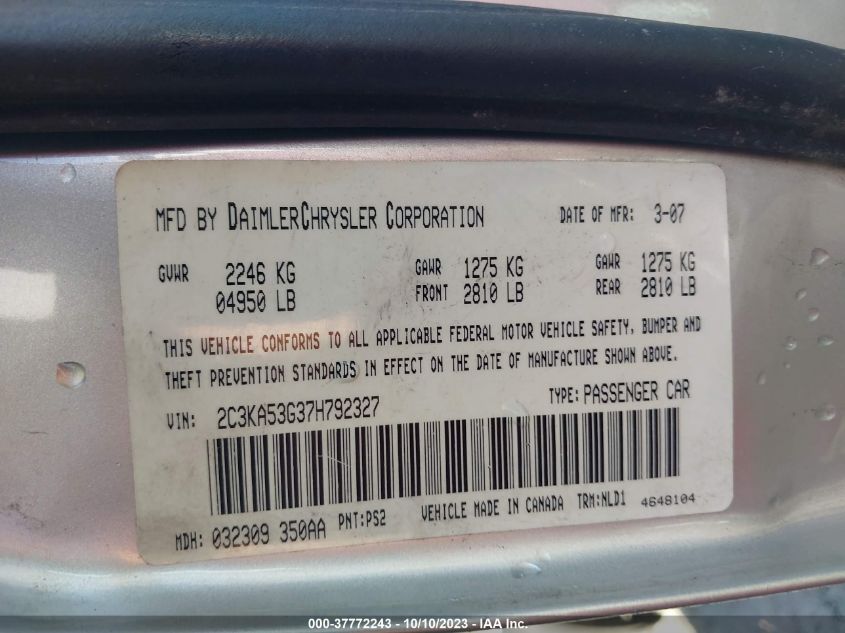 MFD BY DAIMLERCHRYSLER CORPORATION DATE OF MFR: 3-07
GVWR 2246 KG GAWR 1275 KG GAWR 1275 KG
04950 LB FRONT 2810 LB REAR 2810 LB
THIS VEHICLE CONFORMS TO ALL APPLICABLE FEDERAL MOTOR VEHICLE SAFETY, BUMPER AND
THEFT PREVENTION STANDARDS IN EFFECT ON THE DATE OF MANUFACTURE SHOWN ABOVE.
VIN: 2C3KA53G37H792327 TYPE: PASSENGER CAR
MDH: 032309 350AA PNT:PS2 VEHICLE MADE IN CANADA TRM:NLD1 4648104
000-37772243 - 10/10/2023 - IAA Inc.